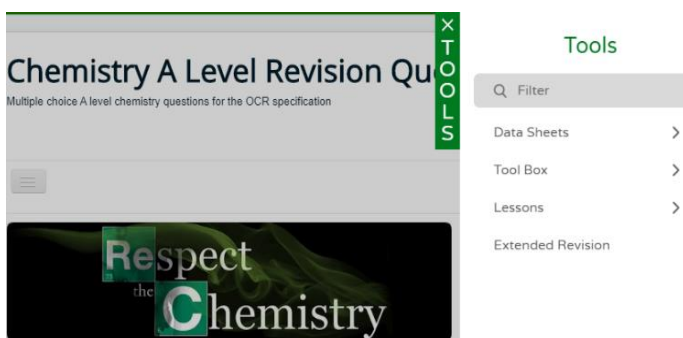 Chemistry A Level Revision Qu
Multiple choice A level chemistry questions for the OCR specification
Respect
the
Chemistry
×
TOOLS
Tools
Filter
Data Sheets
Tool Box
Lessons
Extended Revision